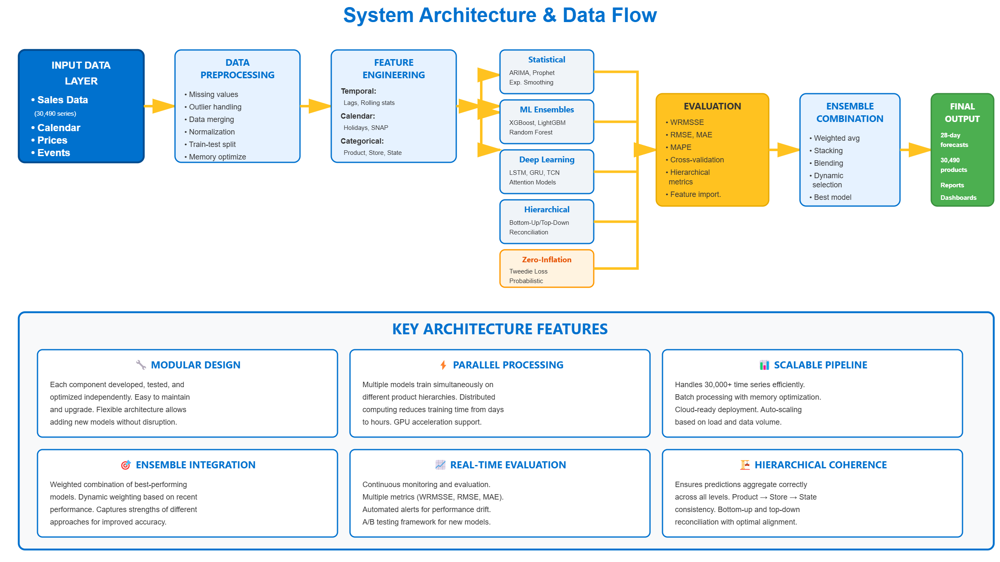 System Architecture & Data Flow
INPUT DATA
LAYER
• Sales Data
(30,490 series)
• Calendar
• Prices
• Events
DATA
PREPROCESSING
• Missing values
• Outlier handling
• Data merging
• Normalization
• Train-test split
• Memory optimize
FEATURE
ENGINEERING
Temporal:
Lags, Rolling stats
Calendar:
Holidays, SNAP
Categorical:
Product, Store, State
Statistical
ARIMA, Prophet
Exp. Smoothing
ML Ensembles
XGBoost, LightGBM
Random Forest
Deep Learning
LSTM, GRU, TCN
Attention Models
Hierarchical
Bottom-Up/Top-Down
Reconciliation
Zero-Inflation
Tweedie Loss
Probabilistic
EVALUATION
• WRMSSE
• RMSE, MAE
• MAPE
• Cross-validation
• Hierarchical
metrics
• Feature import.
ENSEMBLE
COMBINATION
• Weighted avg
• Stacking
• Blending
• Dynamic
selection
• Best model
FINAL
OUTPUT
28-day
forecasts
30,490
products
Reports
Dashboards
KEY ARCHITECTURE FEATURES
🔧 MODULAR DESIGN
Each component developed, tested, and
optimized independently. Easy to maintain
and upgrade. Flexible architecture allows
adding new models without disruption.
⚡ PARALLEL PROCESSING
Multiple models train simultaneously on
different product hierarchies. Distributed
computing reduces training time from days
to hours. GPU acceleration support.
📊 SCALABLE PIPELINE
Handles 30,000+ time series efficiently.
Batch processing with memory optimization.
Cloud-ready deployment. Auto-scaling
based on load and data volume.
🎯 ENSEMBLE INTEGRATION
Weighted combination of best-performing
models. Dynamic weighting based on recent
performance. Captures strengths of different
approaches for improved accuracy.
📈 REAL-TIME EVALUATION
Continuous monitoring and evaluation.
Multiple metrics (WRMSSE, RMSE, MAE).
Automated alerts for performance drift.
A/B testing framework for new models.
🏗️ HIERARCHICAL COHERENCE
Ensures predictions aggregate correctly
across all levels. Product → Store → State
consistency. Bottom-up and top-down
reconciliation with optimal alignment.